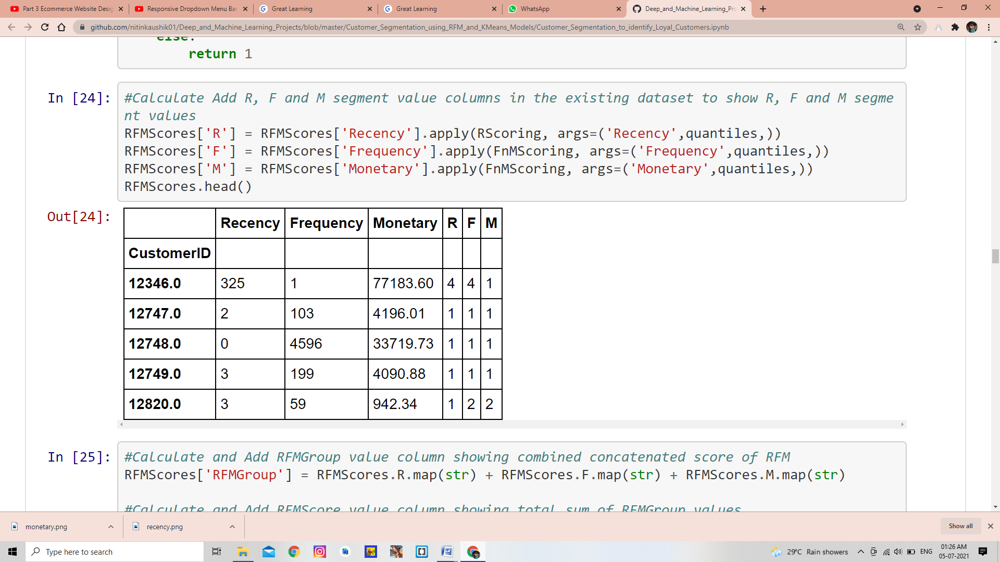 Part 3 Ecommerce Website Desig
Responsive Dropdown Menu Bar
Great Learning
Great Learning
WhatsApp
Deep_and_Machine_Learning_Pro
github.com/nitinkaushik01/Deep_and_Machine_Learning_Projects/blob/master/Customer_Segmentation_using_RFM_and_KMeans_Models/Customer_Segmentation_to_identify_Loyal_Customers.ipynb
else:
return 1
In [24]:
#Calculate Add R, F and M segment value columns in the existing dataset to show R, F and M segme
nt values
RFMScores['R'] = RFMScores['Recency'].apply(RScoring, args=('Recency',quantiles,))
RFMScores['F'] = RFMScores['Frequency'].apply(FnMScoring, args=('Frequency',quantiles,))
RFMScores['M'] = RFMScores['Monetary'].apply(FnMScoring, args=('Monetary',quantiles,))
RFMScores.head()
Out[24]:
Recency Frequency Monetary R F M
CustomerID
12346.0 325 1 77183.60 4 4 1
12747.0 2 103 4196.01 1 1 1
12748.0 0 4596 33719.73 1 1 1
12749.0 3 199 4090.88 1 1 1
12820.0 3 59 942.34 1 2 2
In [25]:
#Calculate and Add RFMGroup value column showing combined concatenated score of RFM
RFMScores['RFMGroup'] = RFMScores.R.map(str) + RFMScores.F.map(str) + RFMScores.M.map(str)
#Calculate and Add RFMScore value column showing total sum of RFMGroup values
monetary.png
recency.png
Show all
Type here to search
29°C Rain showers
ENG
01:26 AM
05-07-2021